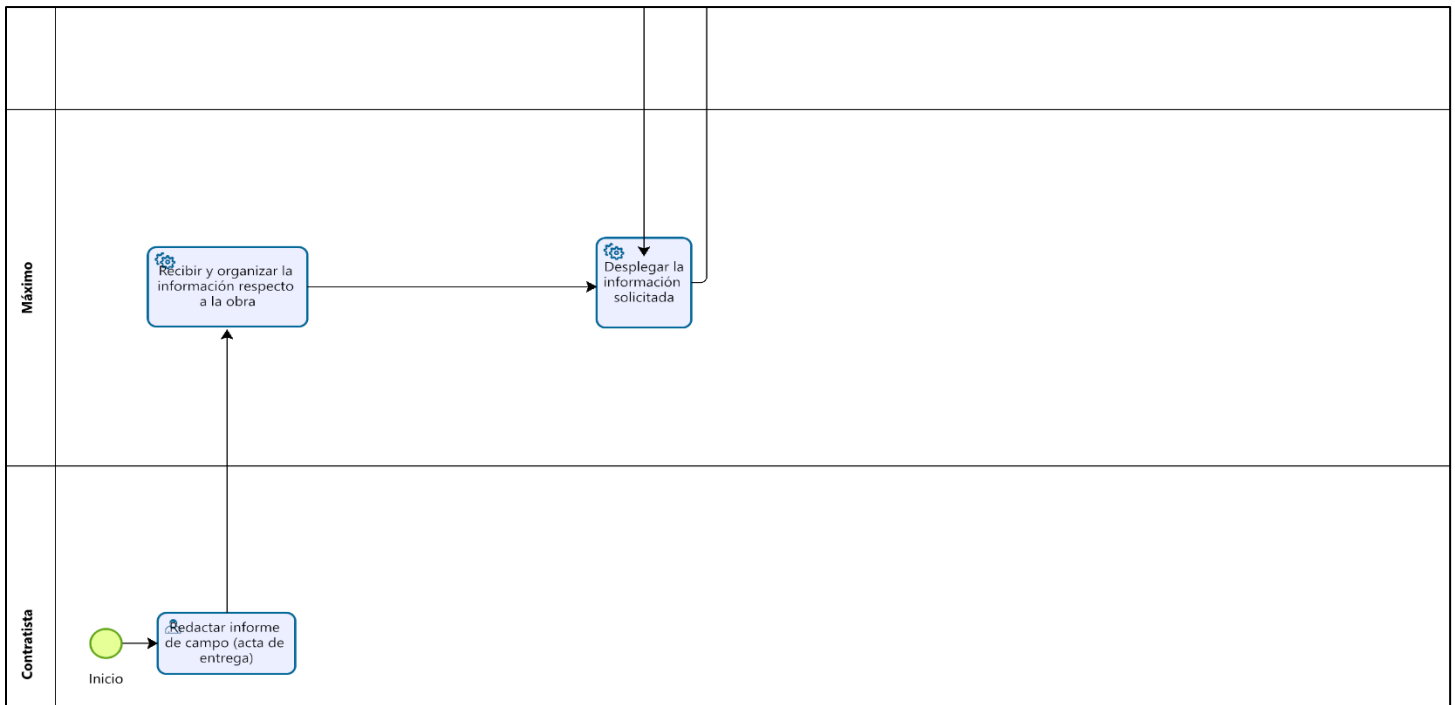 Máximo
Recibir y organizar la
información respecto
a la obra
Desplegar la
información
solicitada
Contratista
Inicio
Redactar informe
de campo (acta de
entrega)